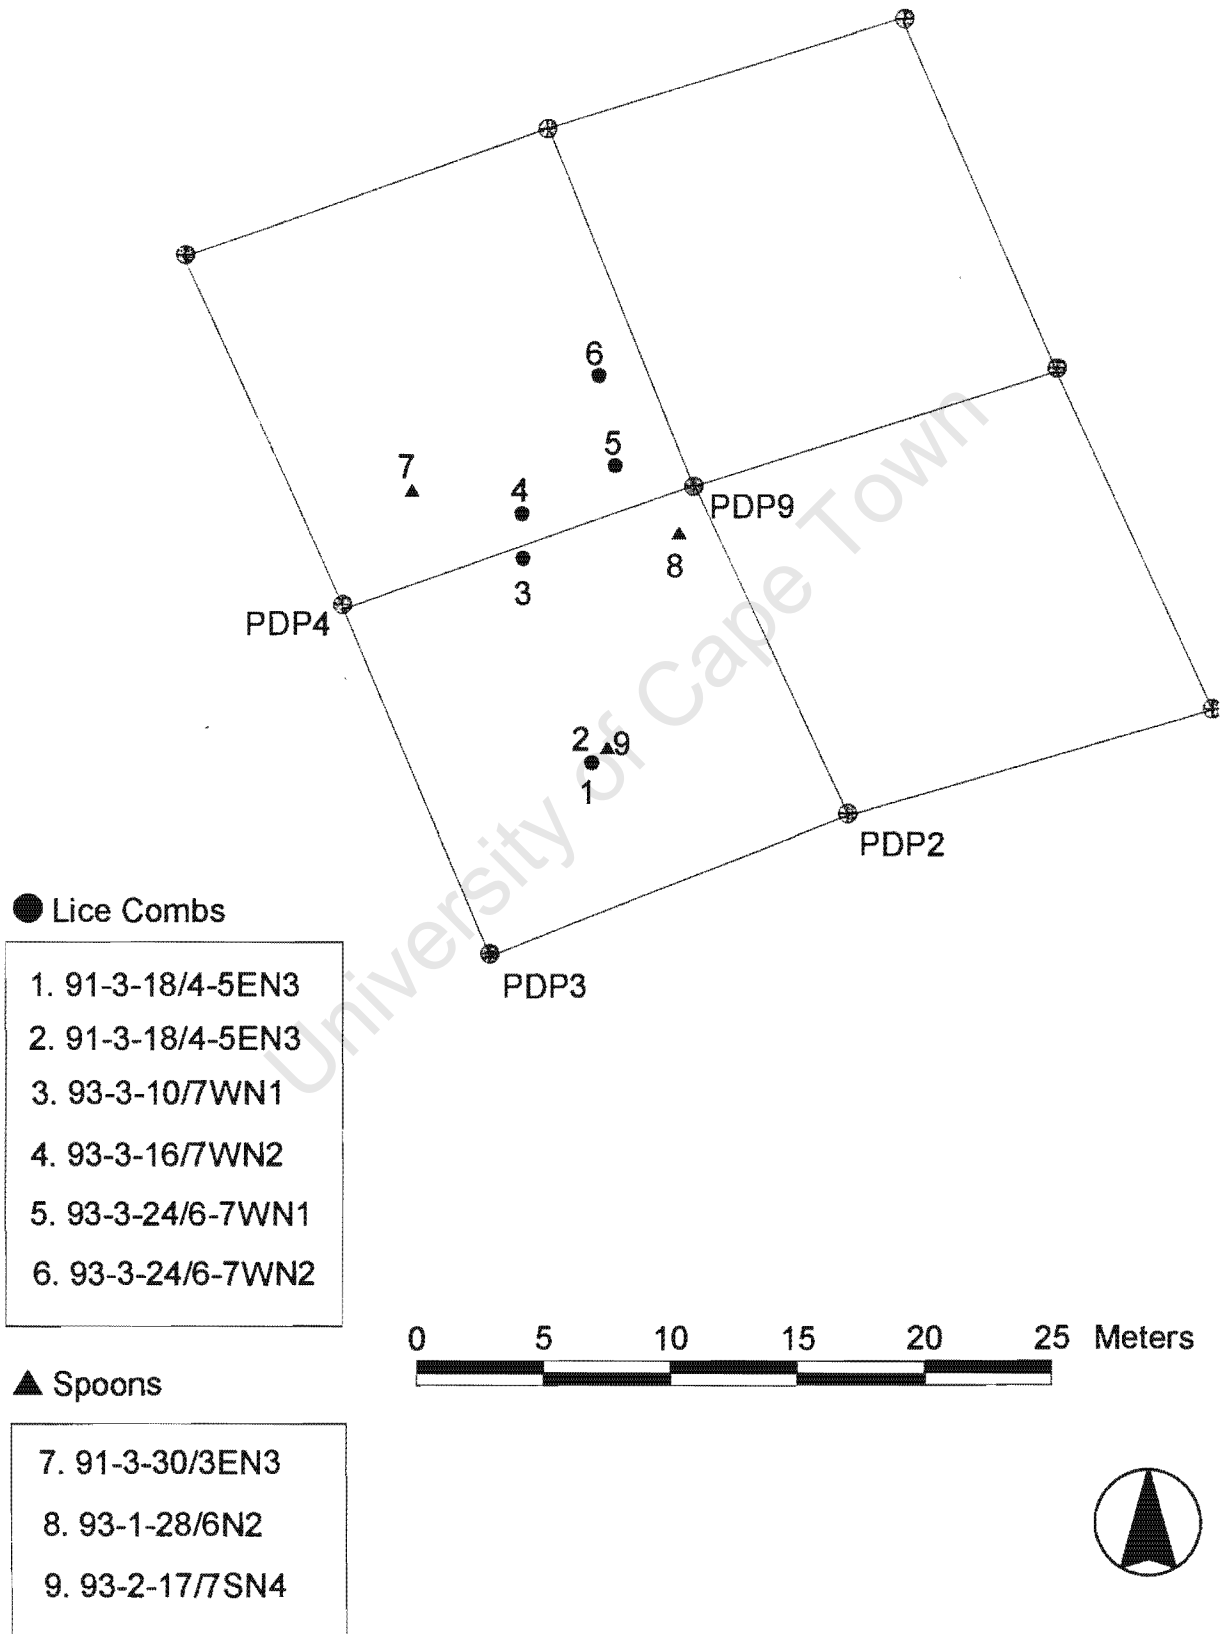 6
5
7
4
PDP9
8
3
PDP4
2
9
1
PDP2
PDP3
University of Cape Town
Lice Combs
1. 91-3-18/4-5EN3
2. 91-3-18/4-5EN3
3. 93-3-10/7WN1
4. 93-3-16/7WN2
5. 93-3-24/6-7WN1
6. 93-3-24/6-7WN2
0 5 10 15 20 25 Meters
Spoons
7. 91-3-30/3EN3
8. 93-1-28/6N2
9. 93-2-17/7SN4